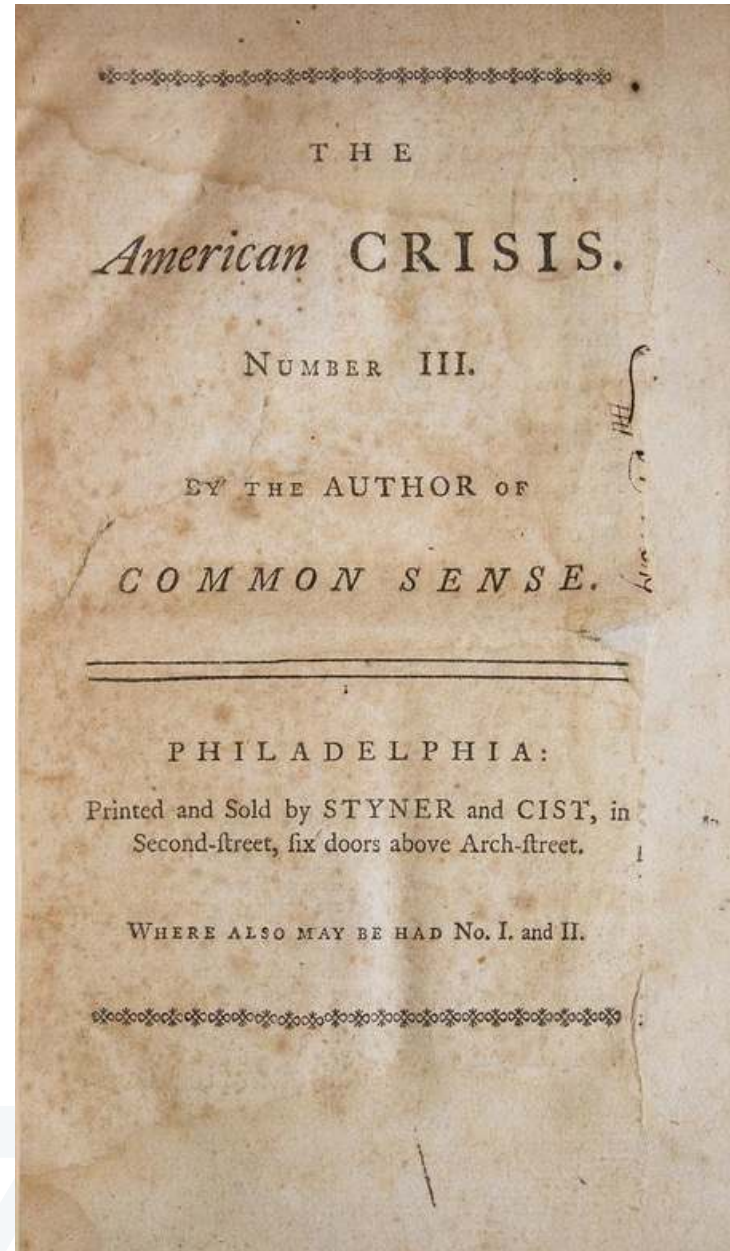 THE
American CRISIS.
NUMBER III.
BY THE AUTHOR OF
COMMON SENSE.
PHILADELPHIA:
Printed and Sold by STYNER and CIST, in
Second-ſtreet, ſix doors above Arch-ſtreet.
WHERE ALSO MAY BE HAD No. I. and II.